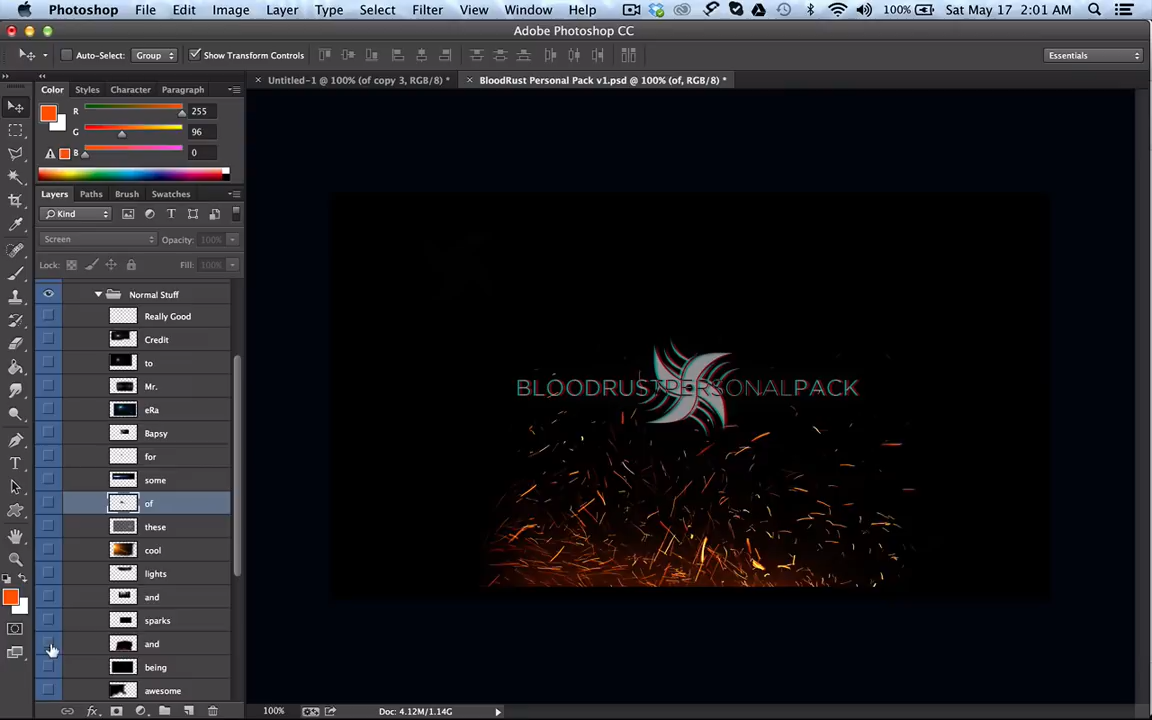 Photoshop File Edit Image Layer Type Select Filter View Window Help 100% Sat May 17 2:01 AM
Adobe Photoshop CC
Auto-Select: Group Show Transform Controls Essentials
Color Styles Character Paragraph
Untitled-1 @ 100% (of copy 3, RGB/8) *
BloodRust Personal Pack v1.psd @ 100% (of, RGB/8) *
R 255
G 96
B 0
Layers Paths Brush Swatches
Kind
Screen Opacity: 100%
Lock: Fill: 100%
Normal Stuff
Really Good
Credit
to
Mr.
eRa
Bapsy
for
some
of
these
cool
lights
and
sparks
and
being
awesome
BLOODRUSTPERSONALPACK
100% Doc: 4.12M/1.14G